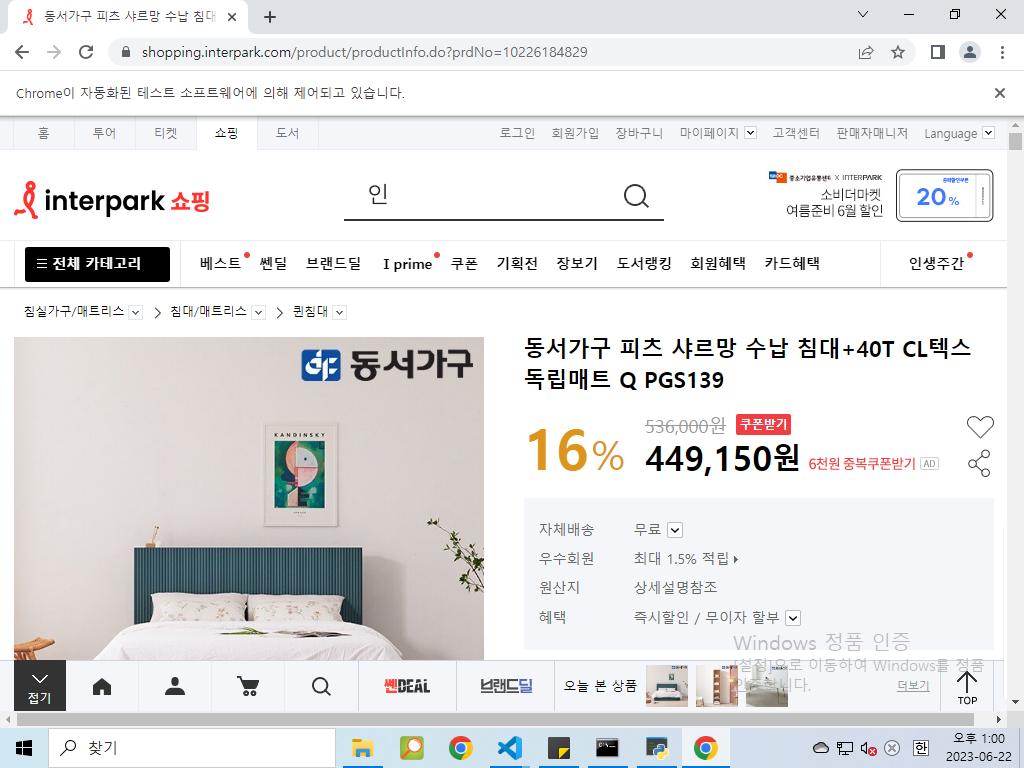 동서가구 피츠 샤르망 수납 침대
shopping.interpark.com/product/productInfo.do?prdNo=10226184829
Chrome이 자동화된 테스트 소프트웨어에 의해 제어되고 있습니다.
홈 투어 티켓 쇼핑 도서 로그인 회원가입 장바구니 마이페이지 고객센터 판매자매니저 Language
interpark 쇼핑
인
중소기업유통센터 X INTERPARK
소비더마켓
여름준비 6월 할인
20%
전체 카테고리 베스트 쎈딜 브랜드딜 I prime 쿠폰 기획전 장보기 도서랭킹 회원혜택 카드혜택 인생주간
침실가구/매트리스 침대/매트리스 퀸침대
동서가구
KANDINSKY
동서가구 피츠 샤르망 수납 침대+40T CL텍스
독립매트 Q PGS139
16%
536,000원 쿠폰받기
449,150원 6천원 중복쿠폰받기 AD
자체배송 무료
우수회원 최대 1.5% 적립
원산지 상세설명참조
혜택 즉시할인 / 무이자 할부
Windows 정품 인증
[설정]으로 이동하여 Windows를 정품
인증합니다.
접기
쎈DEAL
브랜드딜
오늘 본 상품
더보기
TOP
찾기
한
오후 1:00
2023-06-22